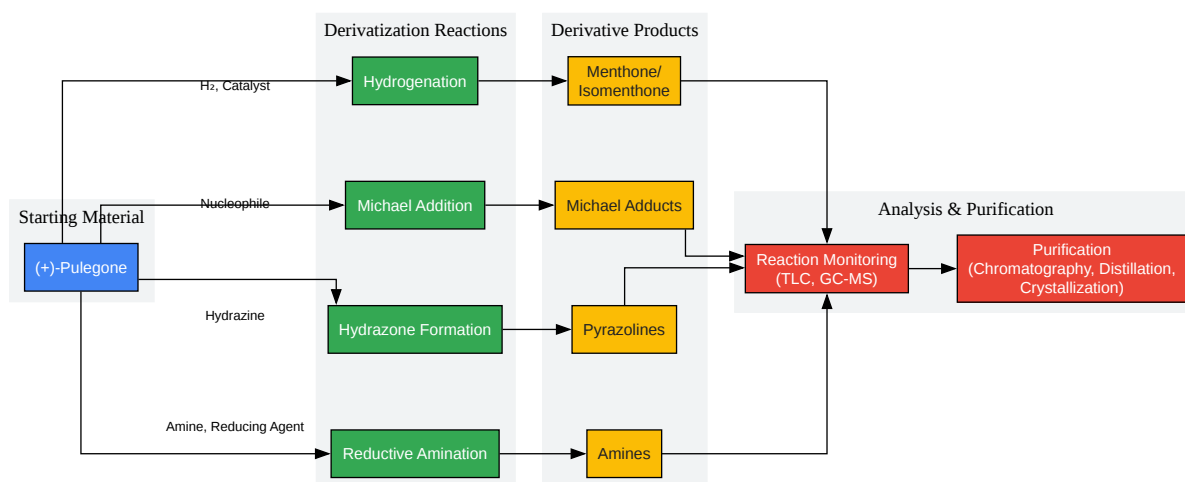 Derivatization Reactions
Derivative Products
H₂, Catalyst
Hydrogenation
Menthone/
Isomenthone
Nucleophile
Michael Addition
Michael Adducts
Starting Material
(+)-Pulegone
Analysis & Purification
Reaction Monitoring
(TLC, GC-MS)
Purification
(Chromatography, Distillation,
Crystallization)
Hydrazine
Hydrazone Formation
Pyrazolines
Amine, Reducing Agent
Reductive Amination
Amines